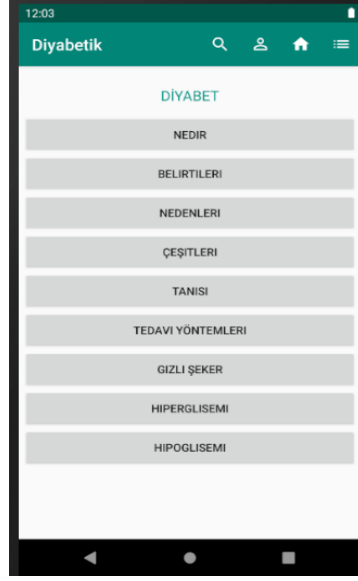 12:03
Diyabetik
DİYABET
NEDIR
BELIRTILERI
NEDENLERI
ÇEŞITLERI
TANISI
TEDAVI YÖNTEMLERI
GIZLI ŞEKER
HIPERGLISEMI
HIPOGLISEMI